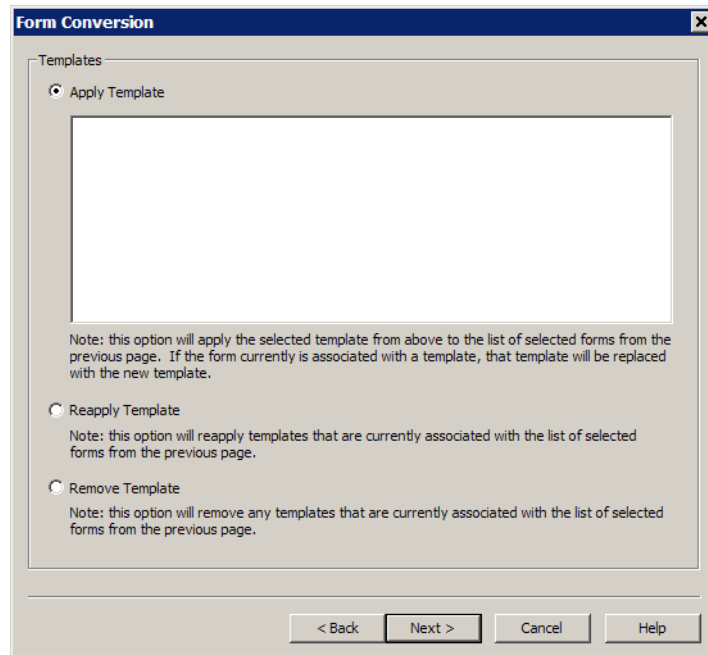 Form Conversion
Templates
Apply Template
Note: this option will apply the selected template from above to the list of selected forms from the
previous page. If the form currently is associated with a template, that template will be replaced
with the new template.
Reapply Template
Note: this option will reapply templates that are currently associated with the list of selected
forms from the previous page.
Remove Template
Note: this option will remove any templates that are currently associated with the list of selected
forms from the previous page.
< Back
Next >
Cancel
Help